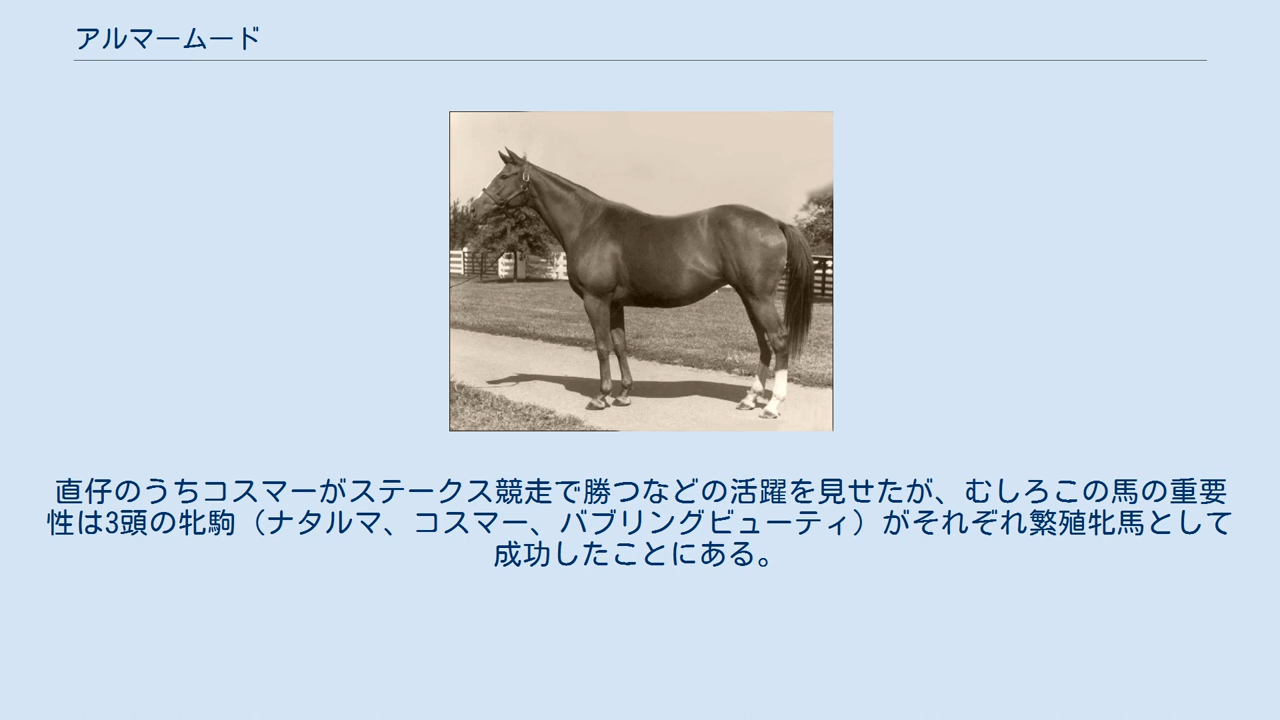 アルマームード
直仔のうちコスマーがステークス競走で勝つなどの活躍を見せたが、むしろこの馬の重要
性は3頭の牝駒（ナタルマ、コスマー、バブリングビューティ）がそれぞれ繁殖牝馬として
成功したことにある。